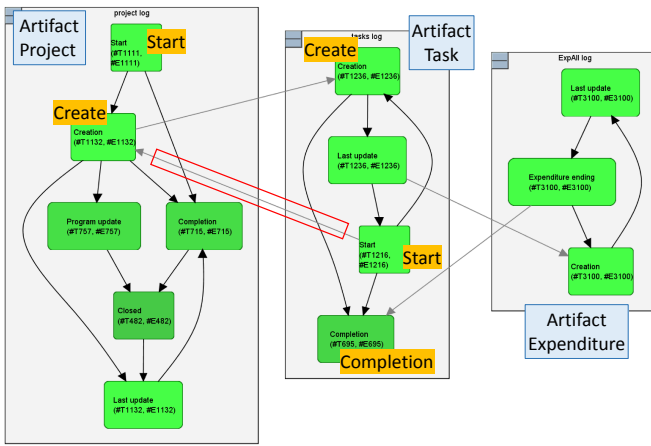 project log
Artifact
Project
Start
(#T1111,
#E1111)
Start
Create
Creation
(#T1132, #E1132)
Program update
(#T757, #E757)
Completion
(#T715, #E715)
Closed
(#T482, #E482)
Last update
(#T1132, #E1132)
tasks log
Artifact
Task
Create
Creation
(#T1236, #E1236)
Last update
(#T1236, #E1236)
Start
(#T1216,
#E1216)
Start
Completion
(#T695, #E695)
Completion
ExpAll log
Last update
(#T3100, #E3100)
Expenditure ending
(#T3100, #E3100)
Creation
(#T3100, #E3100)
Artifact
Expenditure